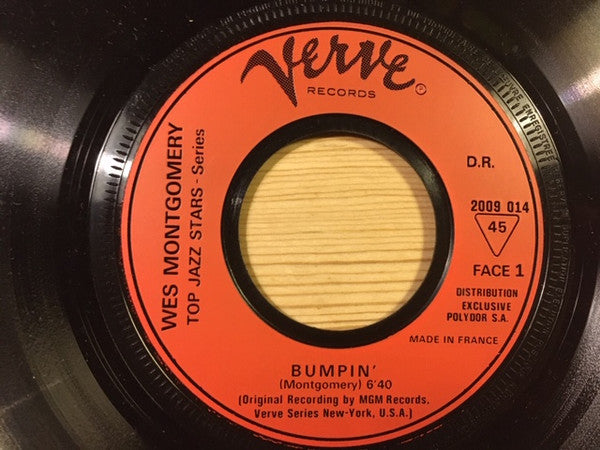 Verve
RECORDS
℗
WES MONTGOMERY
TOP JAZZ STARS - Series
D.R.
2009 014
45
FACE 1
DISTRIBUTION
EXCLUSIVE
POLYDOR S.A.
MADE IN FRANCE
BUMPIN'
(Montgomery) 6'40
(Original Recording by MGM Records.
Verve Series New-York, U.S.A.)